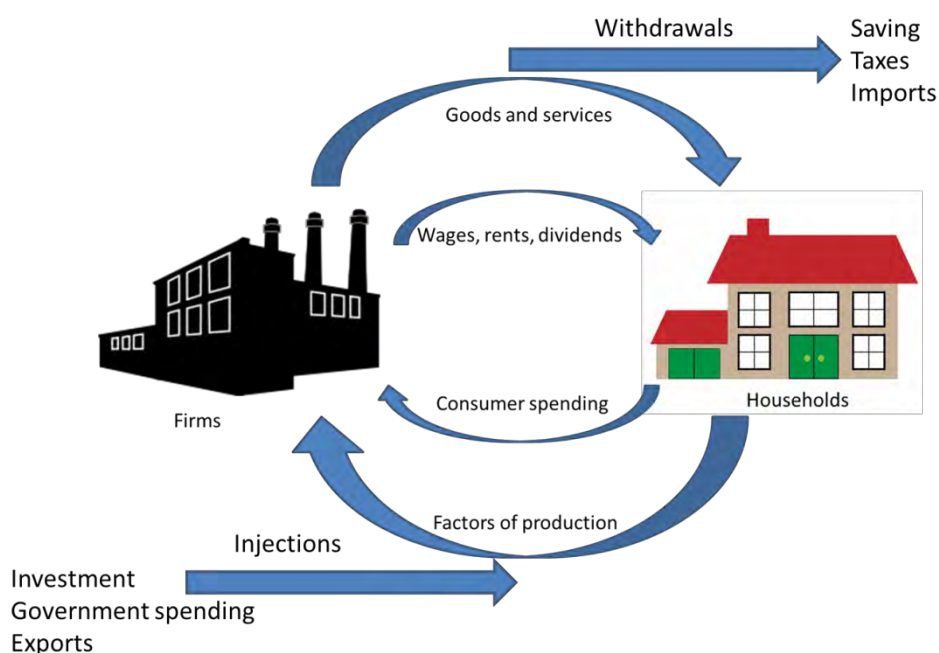 Withdrawals
Saving
Taxes
Imports
Goods and services
Wages, rents, dividends
Consumer spending
Households
Firms
Factors of production
Injections
Investment
Government spending
Exports